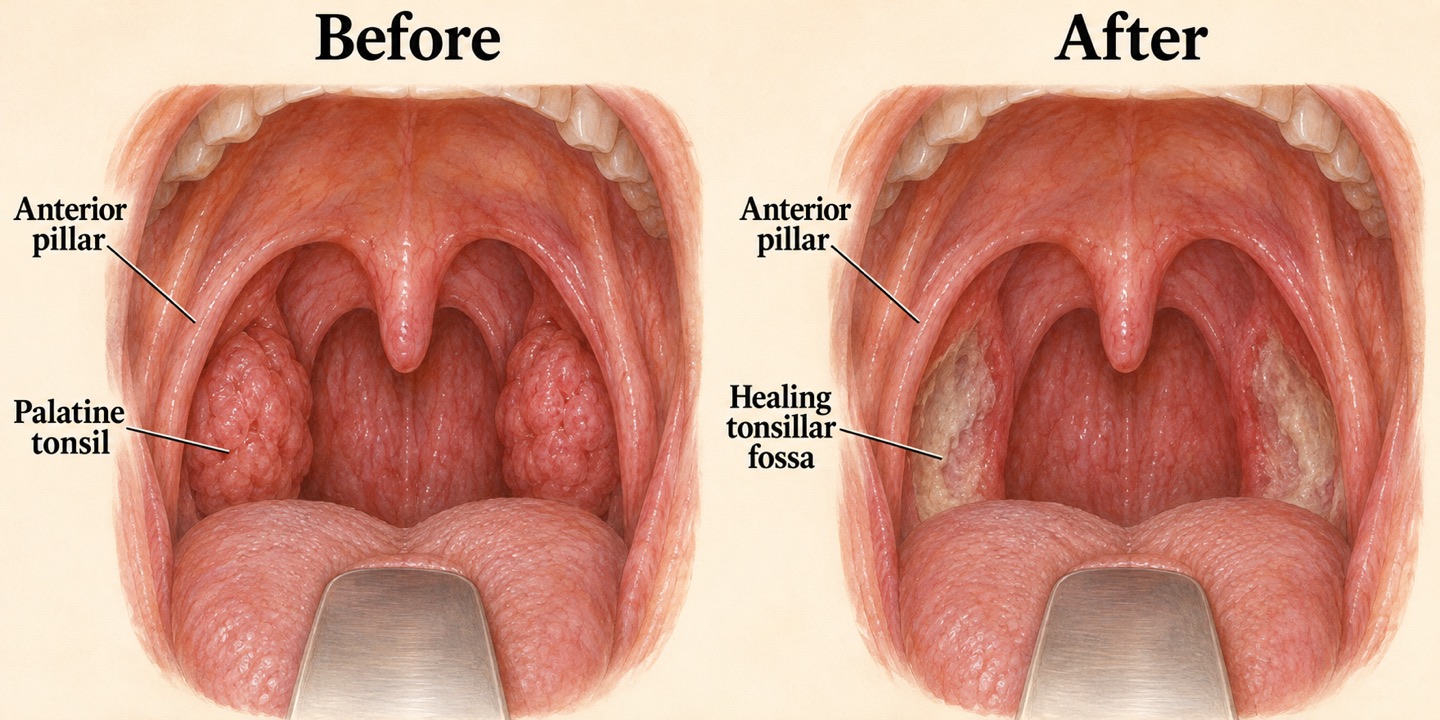 Before
Anterior
pillar
Palatine
tonsil
After
Anterior
pillar
Healing
tonsillar
fossa